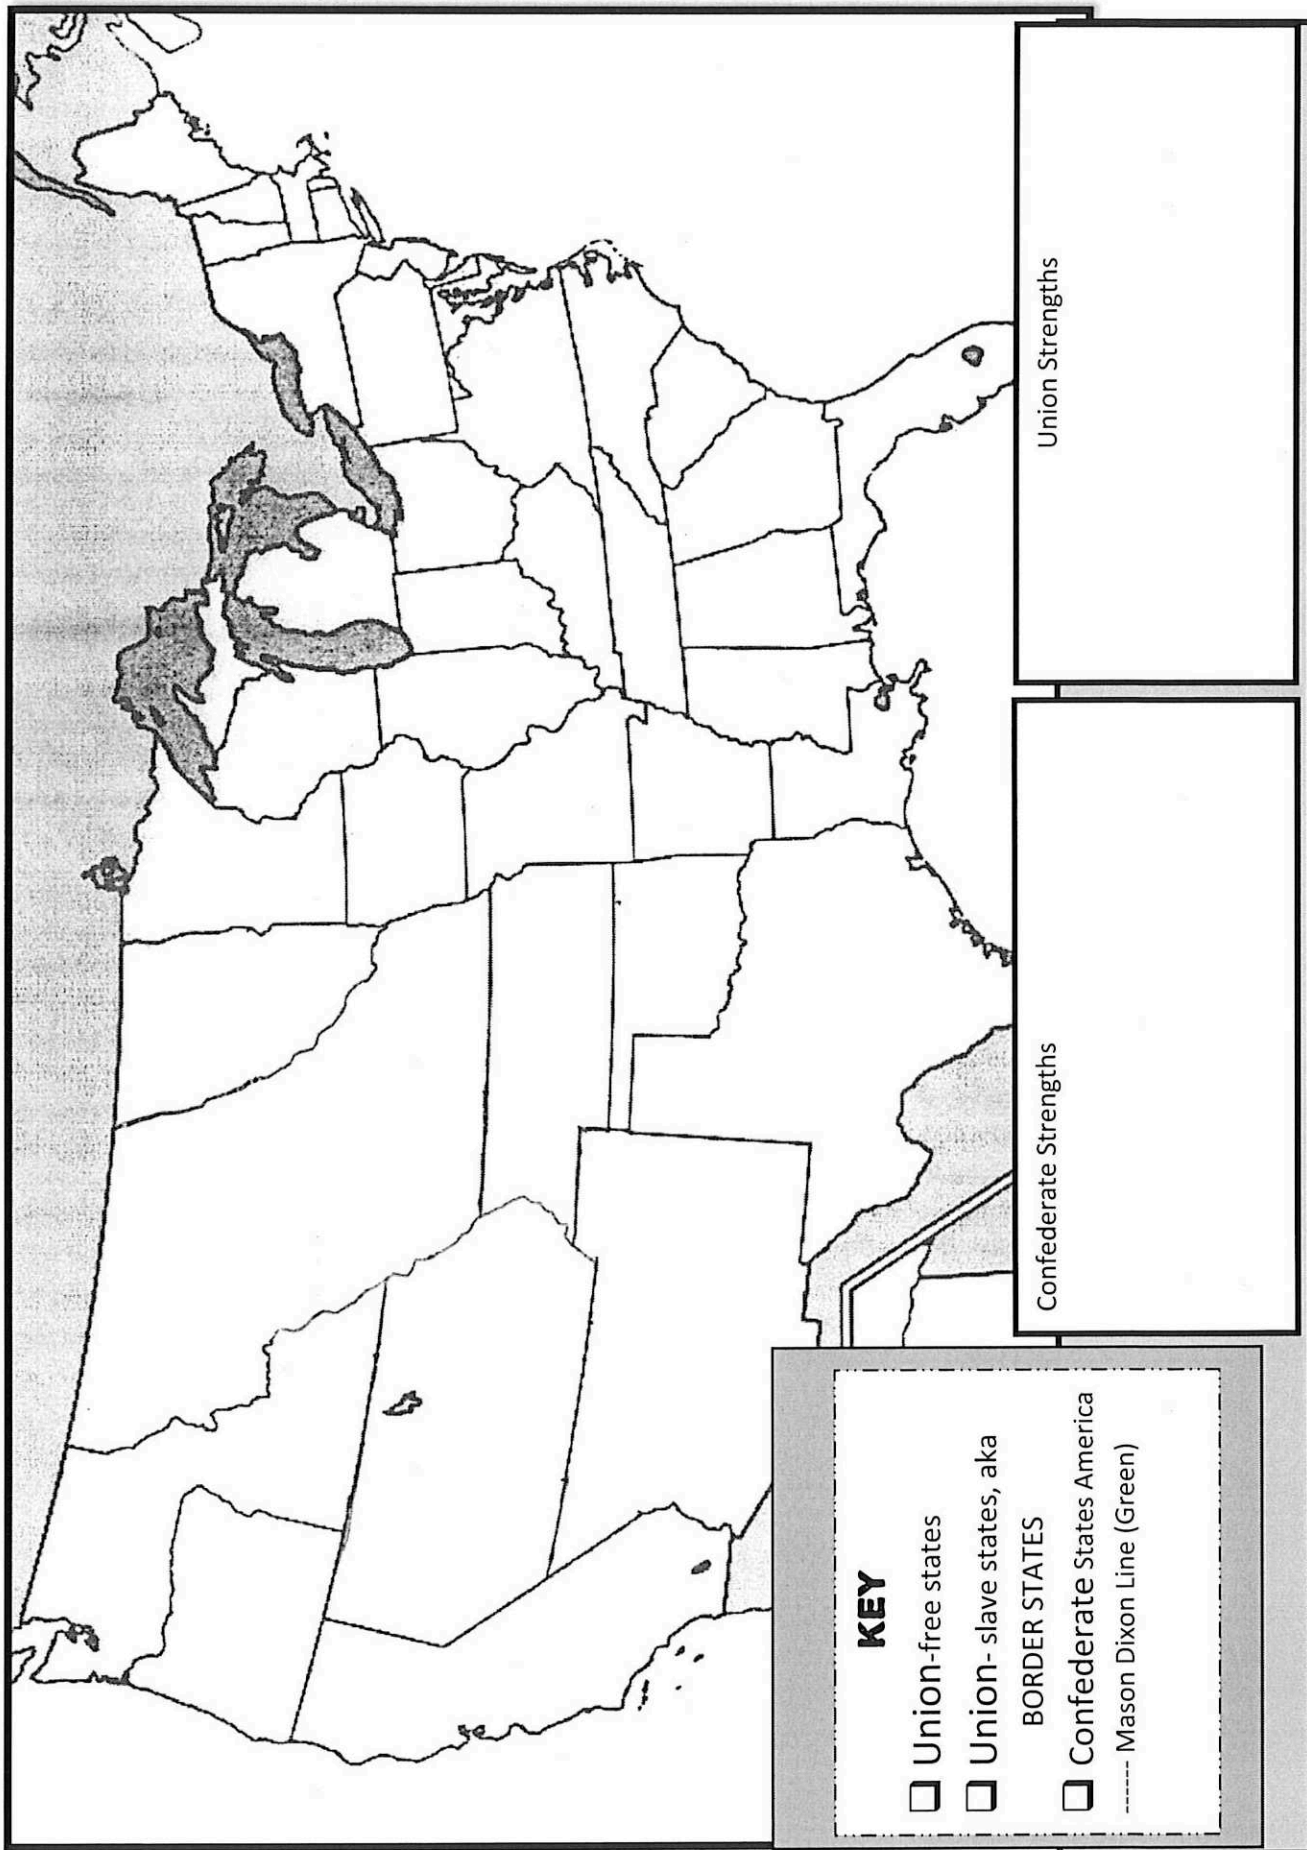 KEY
Union-free states
Union- slave states, aka
BORDER STATES
Confederate States America
------ Mason Dixon Line (Green)
Confederate Strengths
Union Strengths